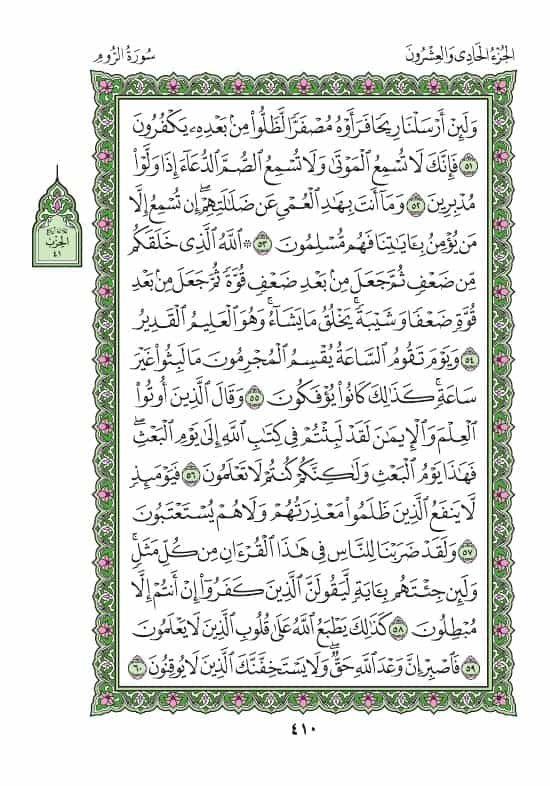 الجُزْءُ الحَادِي وَالعِشْرُونَ
سُورَةُ الرُّومِ
وَلَئِنْ أَرْسَلْنَا رِيحًا فَرَأَوْهُ مُصْفَرًّا لَّظَلُّوا۟ مِنۢ بَعْدِهِۦ يَكْفُرُونَ
٥١ فَإِنَّكَ لَا تُسْمِعُ ٱلْمَوْتَىٰ وَلَا تُسْمِعُ ٱلصُّمَّ ٱلدُّعَآءَ إِذَا وَلَّوْا۟
مُدْبِرِينَ ٥٢ وَمَآ أَنتَ بِهَٰدِ ٱلْعُمْىِ عَن ضَلَٰلَتِهِمْ ۖ إِن تُسْمِعُ إِلَّا
مَن يُؤْمِنُ بِـَٔايَٰتِنَا فَهُم مُّسْلِمُونَ ٥٣ ۞ ٱللَّهُ ٱلَّذِى خَلَقَكُم
مِّن ضَعْفٍ ثُمَّ جَعَلَ مِنۢ بَعْدِ ضَعْفٍ قُوَّةً ثُمَّ جَعَلَ مِنۢ بَعْدِ
قُوَّةٍ ضَعْفًا وَشَيْبَةً ۚ يَخْلُقُ مَا يَشَآءُ ۖ وَهُوَ ٱلْعَلِيمُ ٱلْقَدِيرُ
٥٤ وَيَوْمَ تَقُومُ ٱلسَّاعَةُ يُقْسِمُ ٱلْمُجْرِمُونَ مَا لَبِثُوا۟ غَيْرَ
سَاعَةٍ ۚ كَذَٰلِكَ كَانُوا۟ يُؤْفَكُونَ ٥٥ وَقَالَ ٱلَّذِينَ أُوتُوا۟
ٱلْعِلْمَ وَٱلْإِيمَٰنَ لَقَدْ لَبِثْتُمْ فِى كِتَٰبِ ٱللَّهِ إِلَىٰ يَوْمِ ٱلْبَعْثِ ۖ
فَهَٰذَا يَوْمُ ٱلْبَعْثِ وَلَٰكِنَّكُمْ كُنتُمْ لَا تَعْلَمُونَ ٥٦ فَيَوْمَئِذٍ
لَّا يَنفَعُ ٱلَّذِينَ ظَلَمُوا۟ مَعْذِرَتُهُمْ وَلَا هُمْ يُسْتَعْتَبُونَ
٥٧ وَلَقَدْ ضَرَبْنَا لِلنَّاسِ فِى هَٰذَا ٱلْقُرْءَانِ مِن كُلِّ مَثَلٍ ۚ
وَلَئِن جِئْتَهُم بِـَٔايَةٍ لَّيَقُولَنَّ ٱلَّذِينَ كَفَرُوٓا۟ إِنْ أَنتُمْ إِلَّا
مُبْطِلُونَ ٥٨ كَذَٰلِكَ يَطْبَعُ ٱللَّهُ عَلَىٰ قُلُوبِ ٱلَّذِينَ لَا يَعْلَمُونَ
٥٩ فَٱصْبِرْ إِنَّ وَعْدَ ٱللَّهِ حَقٌّ ۖ وَلَا يَسْتَخِفَّنَّكَ ٱلَّذِينَ لَا يُوقِنُونَ ٦٠
الحِزْبُ
٤١
٤١٠